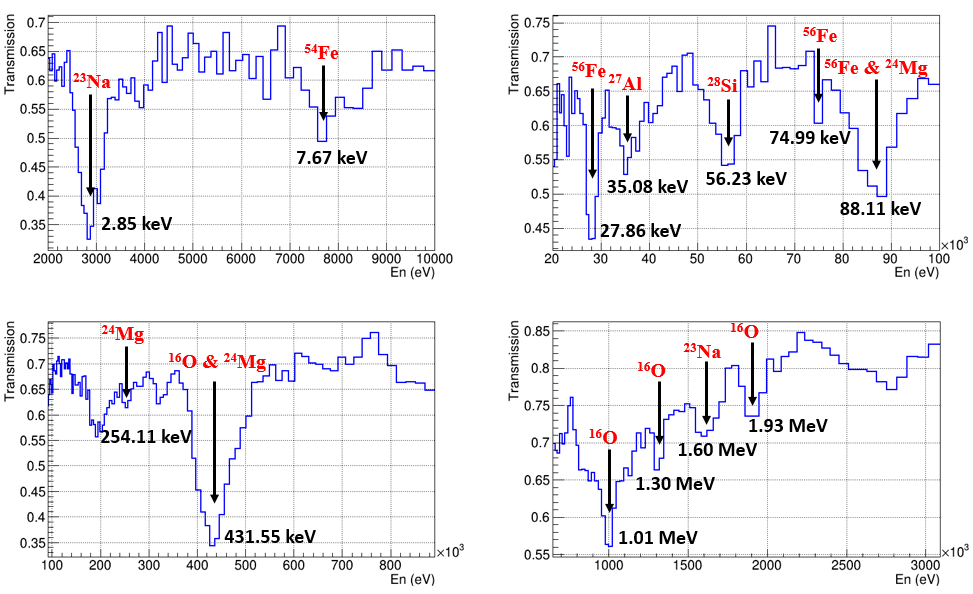 Transmission
0.7
0.65
0.6
0.55
0.5
0.45
0.4
0.35
²³Na
⁵⁴Fe
7.67 keV
2.85 keV
2000 3000 4000 5000 6000 7000 8000 9000 10000
En (eV)
Transmission
0.75
0.7
0.65
0.6
0.55
0.5
0.45
⁵⁶Fe
⁵⁶Fe ²⁷Al
²⁸Si
⁵⁶Fe & ²⁴Mg
74.99 keV
35.08 keV
56.23 keV
88.11 keV
27.86 keV
20 30 40 50 60 70 80 90 100
×10³
En (eV)
Transmission
0.75
0.7
0.65
0.6
0.55
0.5
0.45
0.4
0.35
²⁴Mg
¹⁶O & ²⁴Mg
254.11 keV
431.55 keV
100 200 300 400 500 600 700 800
×10³
En (eV)
Transmission
0.85
0.8
0.75
0.7
0.65
0.6
0.55
¹⁶O
²³Na
¹⁶O
¹⁶O
1.93 MeV
1.60 MeV
1.30 MeV
1.01 MeV
1000 1500 2000 2500 3000
×10³
En (eV)